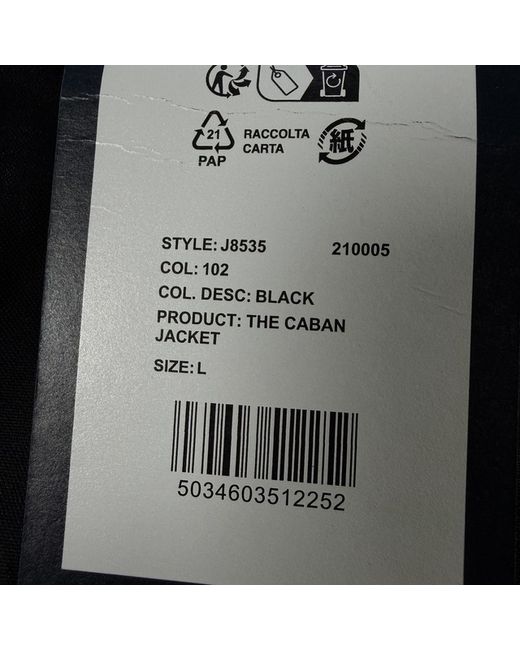 21
PAP
RACCOLTA
CARTA
紙
STYLE: J8535 210005
COL: 102
COL. DESC: BLACK
PRODUCT: THE CABAN
JACKET
SIZE: L
5034603512252